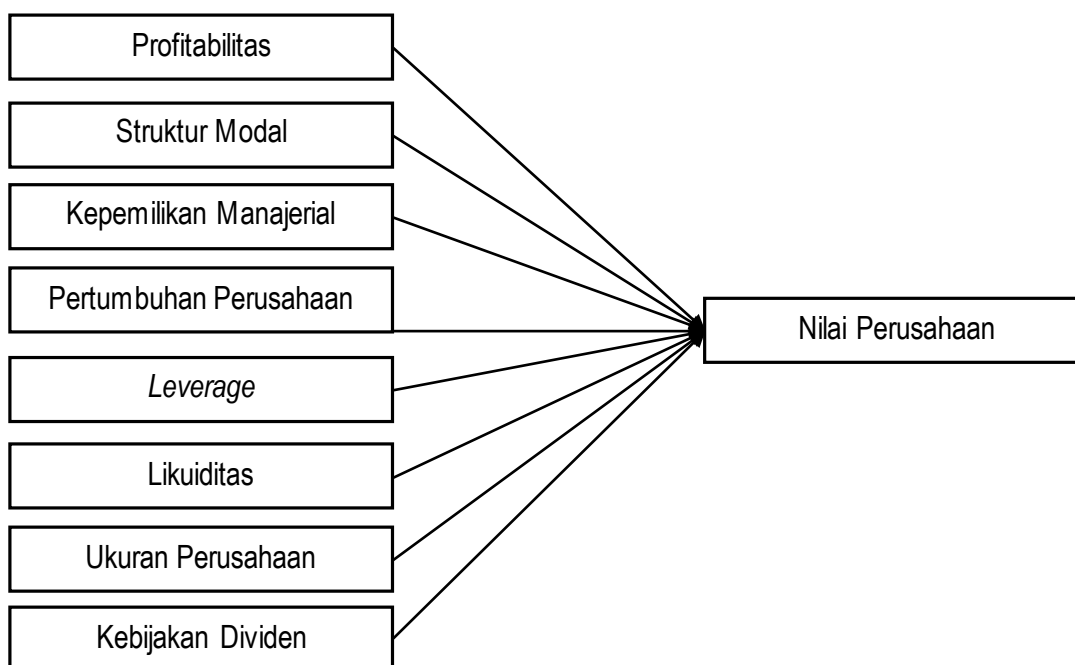 Profitabilitas
Struktur Modal
Kepemilikan Manajerial
Pertumbuhan Perusahaan
Leverage
Likuiditas
Ukuran Perusahaan
Kebijakan Dividen
Nilai Perusahaan